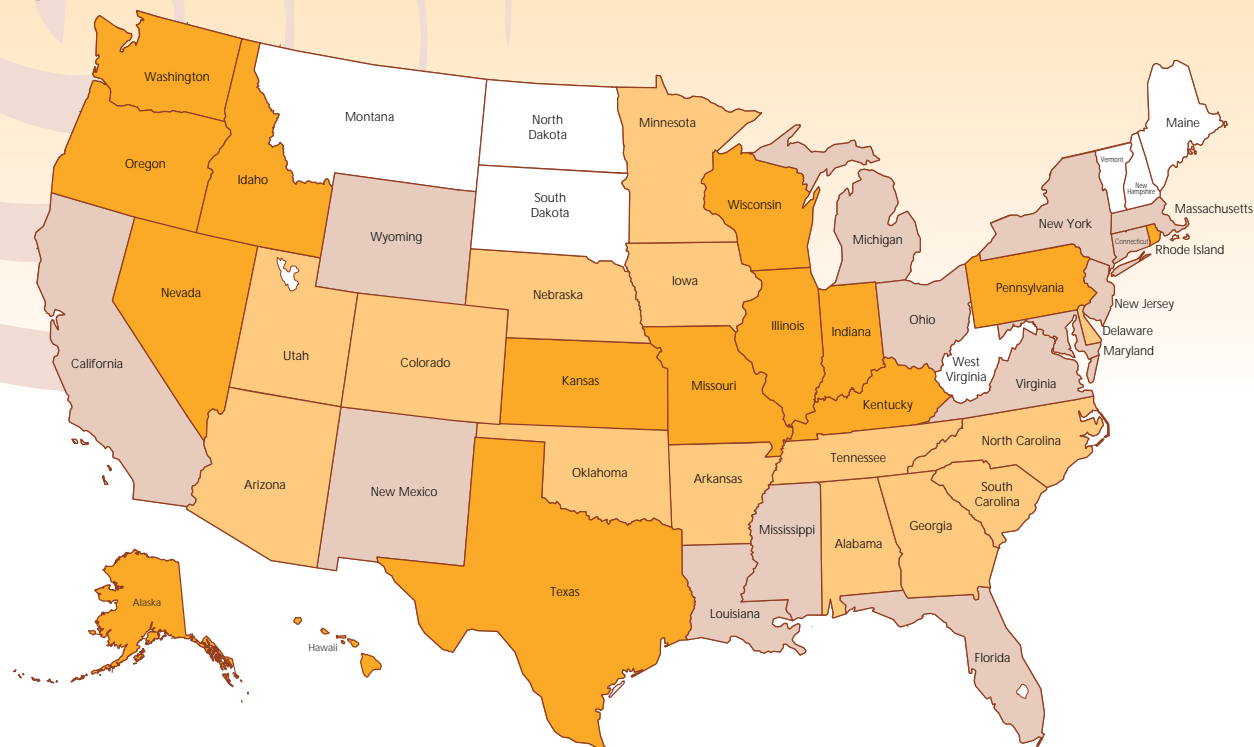 Washington
Montana
North
Dakota
Minnesota
Maine
Oregon
Idaho
Vermont
New
Hampshire
South
Dakota
Wisconsin
Massachusetts
New York
Wyoming
Michigan
Connecticut
Rhode Island
Nevada
Nebraska
Iowa
Pennsylvania
New Jersey
Illinois
Indiana
Ohio
Delaware
Maryland
California
Utah
Colorado
West
Virginia
Kansas
Missouri
Virginia
Kentucky
North Carolina
Tennessee
Arizona
New Mexico
Oklahoma
Arkansas
South
Carolina
Mississippi
Georgia
Alabama
Alaska
Texas
Louisiana
Hawaii
Florida